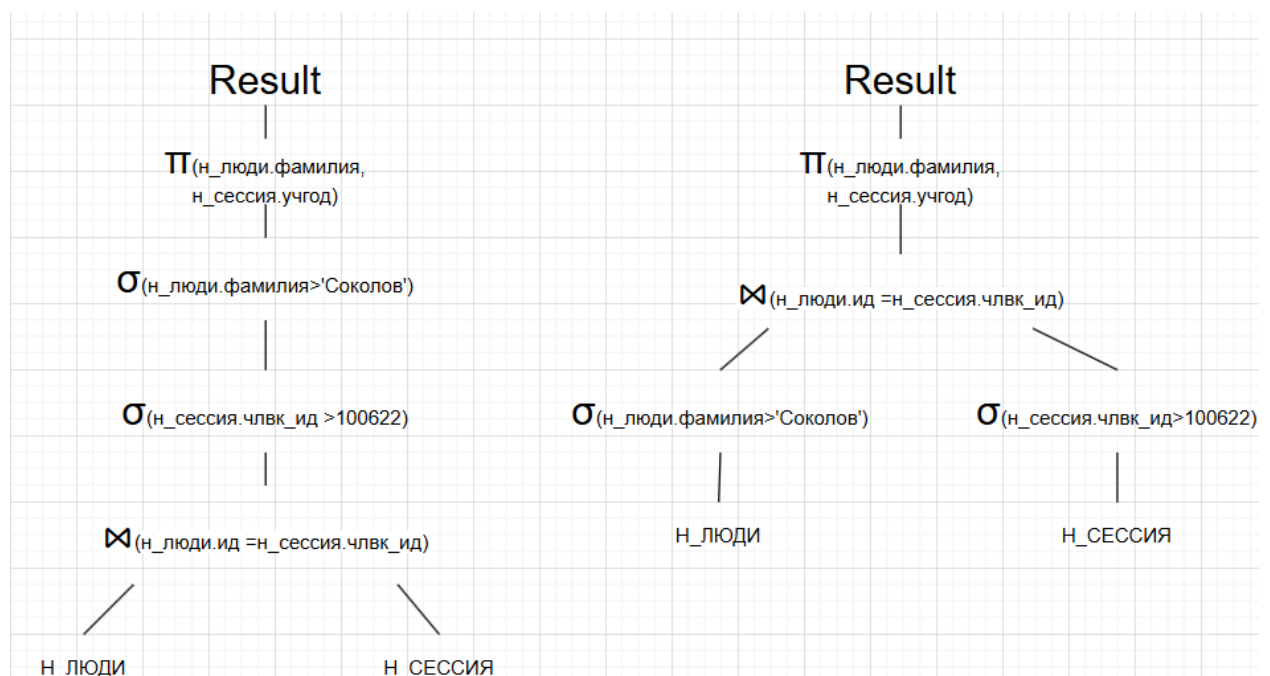 Result
π(н_люди.фамилия,
н_сессия.учгод)
σ(н_люди.фамилия>'Соколов')
σ(н_сессия.члвк_ид >100622)
⋈(н_люди.ид =н_сессия.члвк_ид)
Н_ЛЮДИ
Н_СЕССИЯ
Result
π(н_люди.фамилия,
н_сессия.учгод)
⋈(н_люди.ид =н_сессия.члвк_ид)
σ(н_люди.фамилия>'Соколов')
σ(н_сессия.члвк_ид>100622)
Н_ЛЮДИ
Н_СЕССИЯ